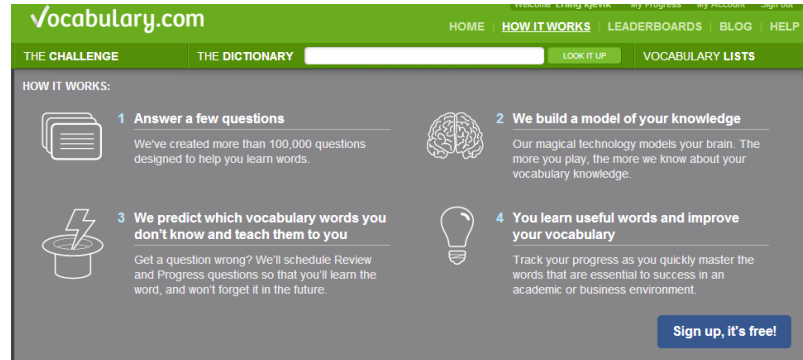 Welcome Erling Kjevik My Progress My Account Sign out
Vocabulary.com
HOME | HOW IT WORKS | LEADERBOARDS | BLOG | HELP
THE CHALLENGE THE DICTIONARY LOOK IT UP VOCABULARY LISTS
HOW IT WORKS:
1 Answer a few questions
We've created more than 100,000 questions
designed to help you learn words.
2 We build a model of your knowledge
Our magical technology models your brain. The
more you play, the more we know about your
vocabulary knowledge.
3 We predict which vocabulary words you
don't know and teach them to you
Get a question wrong? We'll schedule Review
and Progress questions so that you'll learn the
word, and won't forget it in the future.
4 You learn useful words and improve
your vocabulary
Track your progress as you quickly master the
words that are essential to success in an
academic or business environment.
Sign up, it's free!